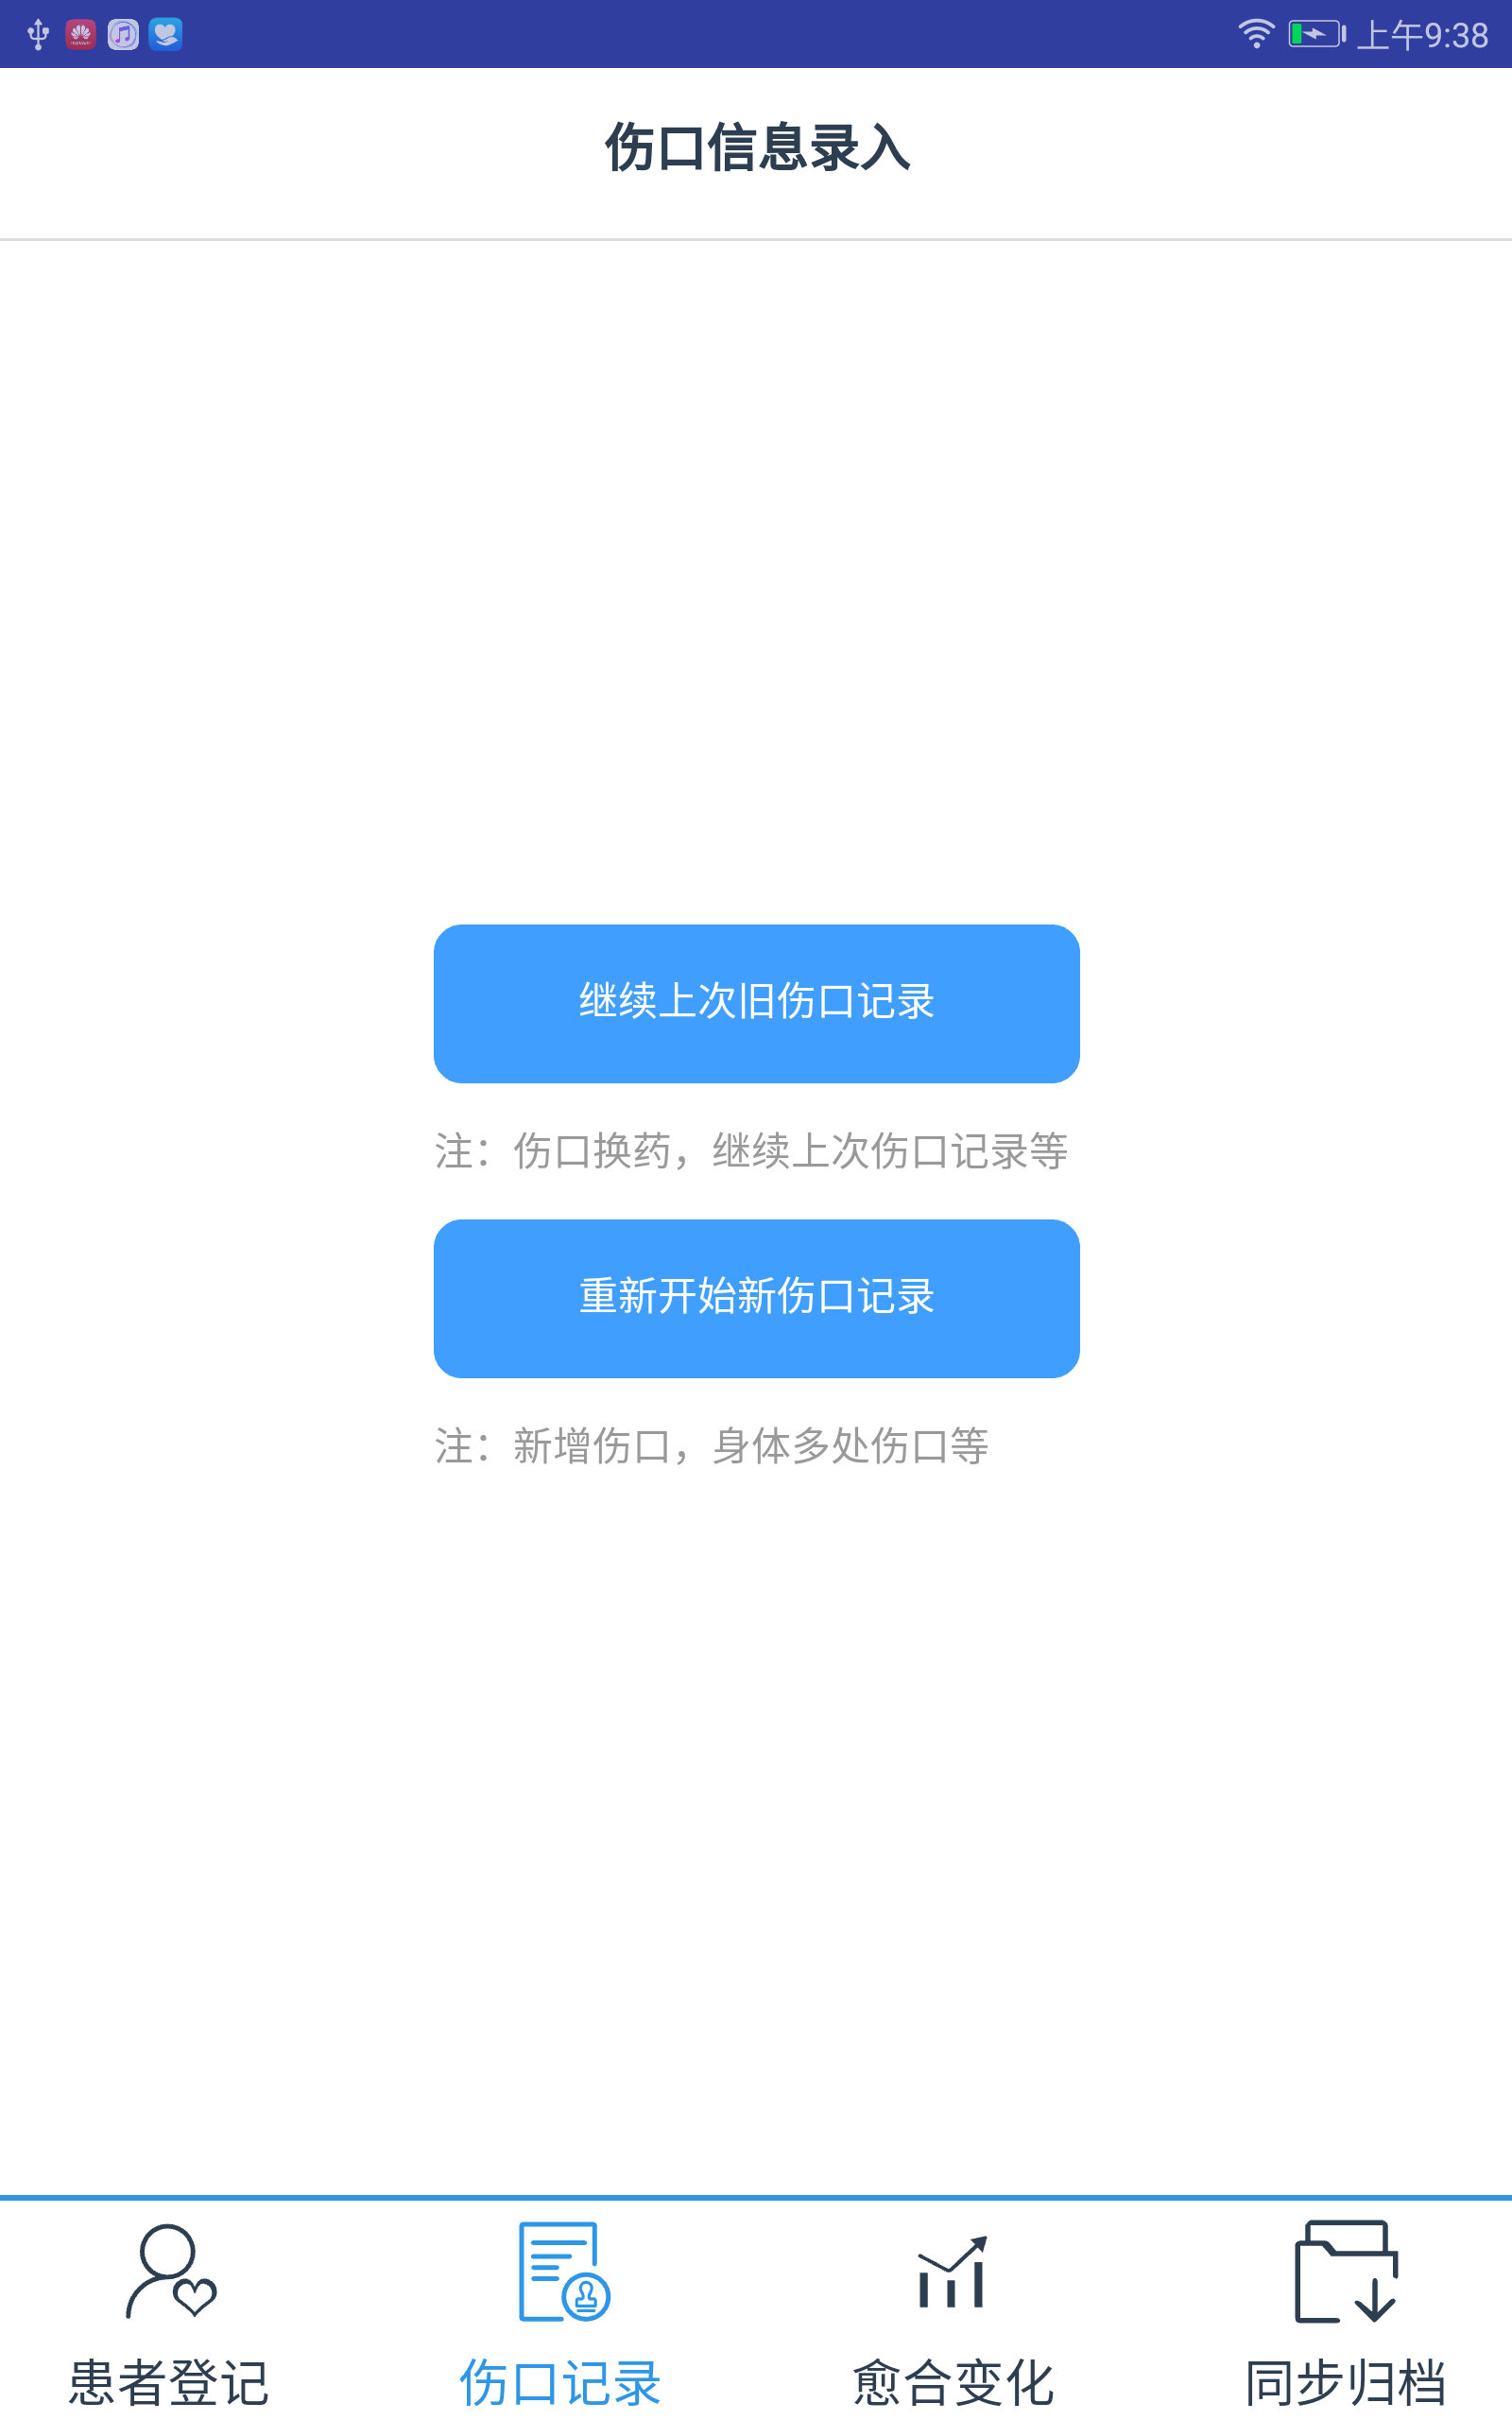 上午9:38
伤口信息录入
继续上次旧伤口记录
注：伤口换药，继续上次伤口记录等
重新开始新伤口记录
注：新增伤口，身体多处伤口等
患者登记
伤口记录
愈合变化
同步归档